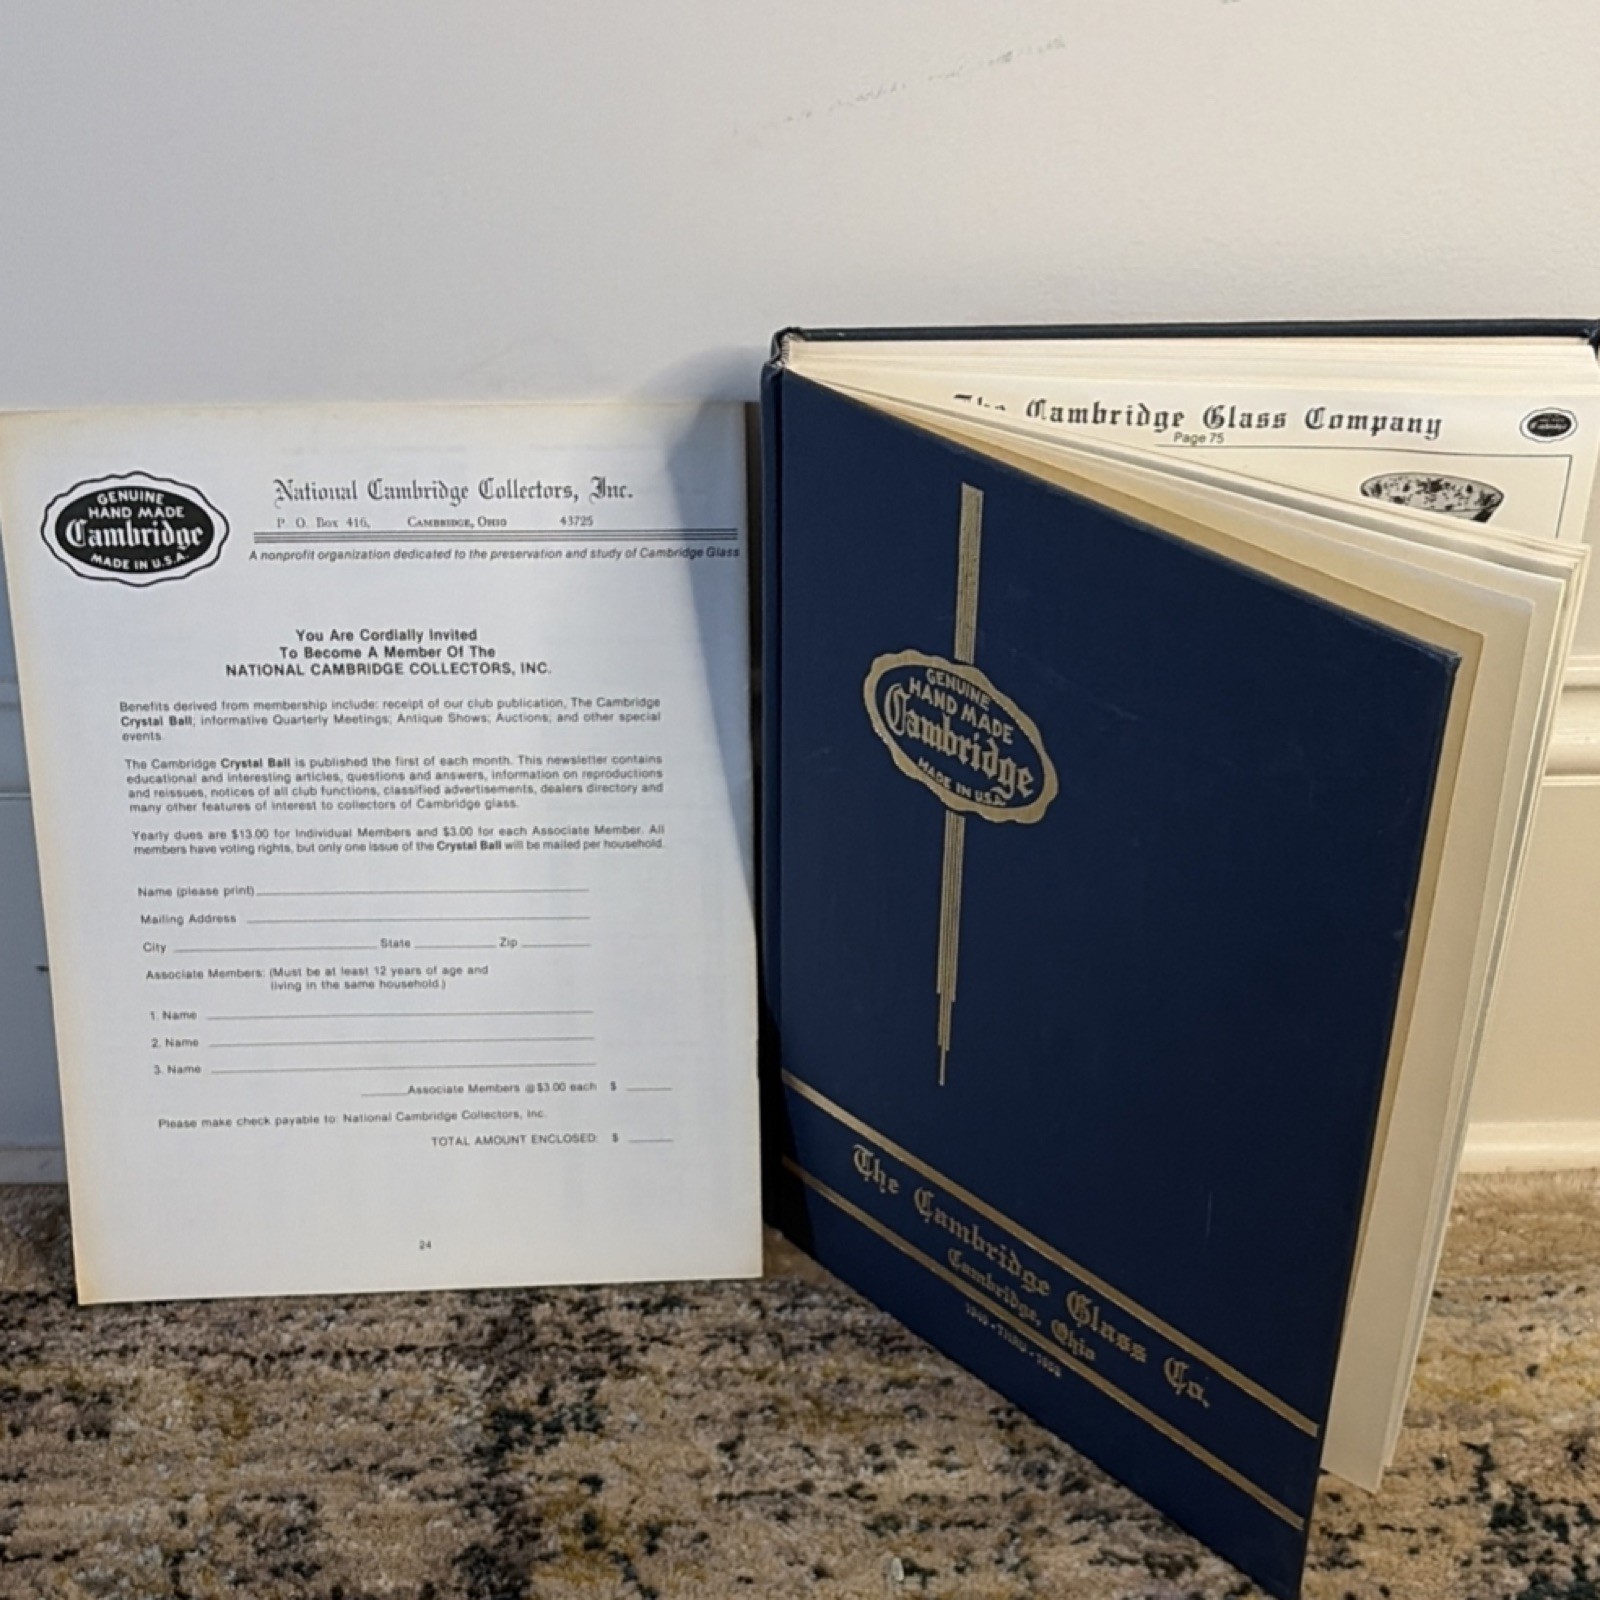 GENUINE
HAND MADE
Cambridge
MADE IN U.S.A.
National Cambridge Collectors, Inc.
P. O. Box 416, CAMBRIDGE, OHIO 43725
A nonprofit organization dedicated to the preservation and study of Cambridge Glass
You Are Cordially Invited
To Become A Member Of The
NATIONAL CAMBRIDGE COLLECTORS, INC.
Benefits derived from membership include: receipt of our club publication, The Cambridge
Crystal Ball; informative Quarterly Meetings; Antique Shows; Auctions; and other special
events.
The Cambridge Crystal Ball is published the first of each month. This newsletter contains
educational and interesting articles, questions and answers, information on reproductions
and reissues, notices of all club functions, classified advertisements, dealers directory and
many other features of interest to collectors of Cambridge glass.
Yearly dues are $13.00 for Individual Members and $3.00 for each Associate Member. All
members have voting rights, but only one issue of the Crystal Ball will be mailed per household.
Name (please print)
Mailing Address
City State Zip
Associate Members: (Must be at least 12 years of age and
living in the same household.)
1. Name
2. Name
3. Name
Associate Members @ $3.00 each $
Please make check payable to: National Cambridge Collectors, Inc.
TOTAL AMOUNT ENCLOSED: $
24
The Cambridge Glass Company
Page 75
Cambridge
GENUINE
HAND MADE
Cambridge
MADE IN U.S.A.
The Cambridge Glass Co.
Cambridge, Ohio
THRU